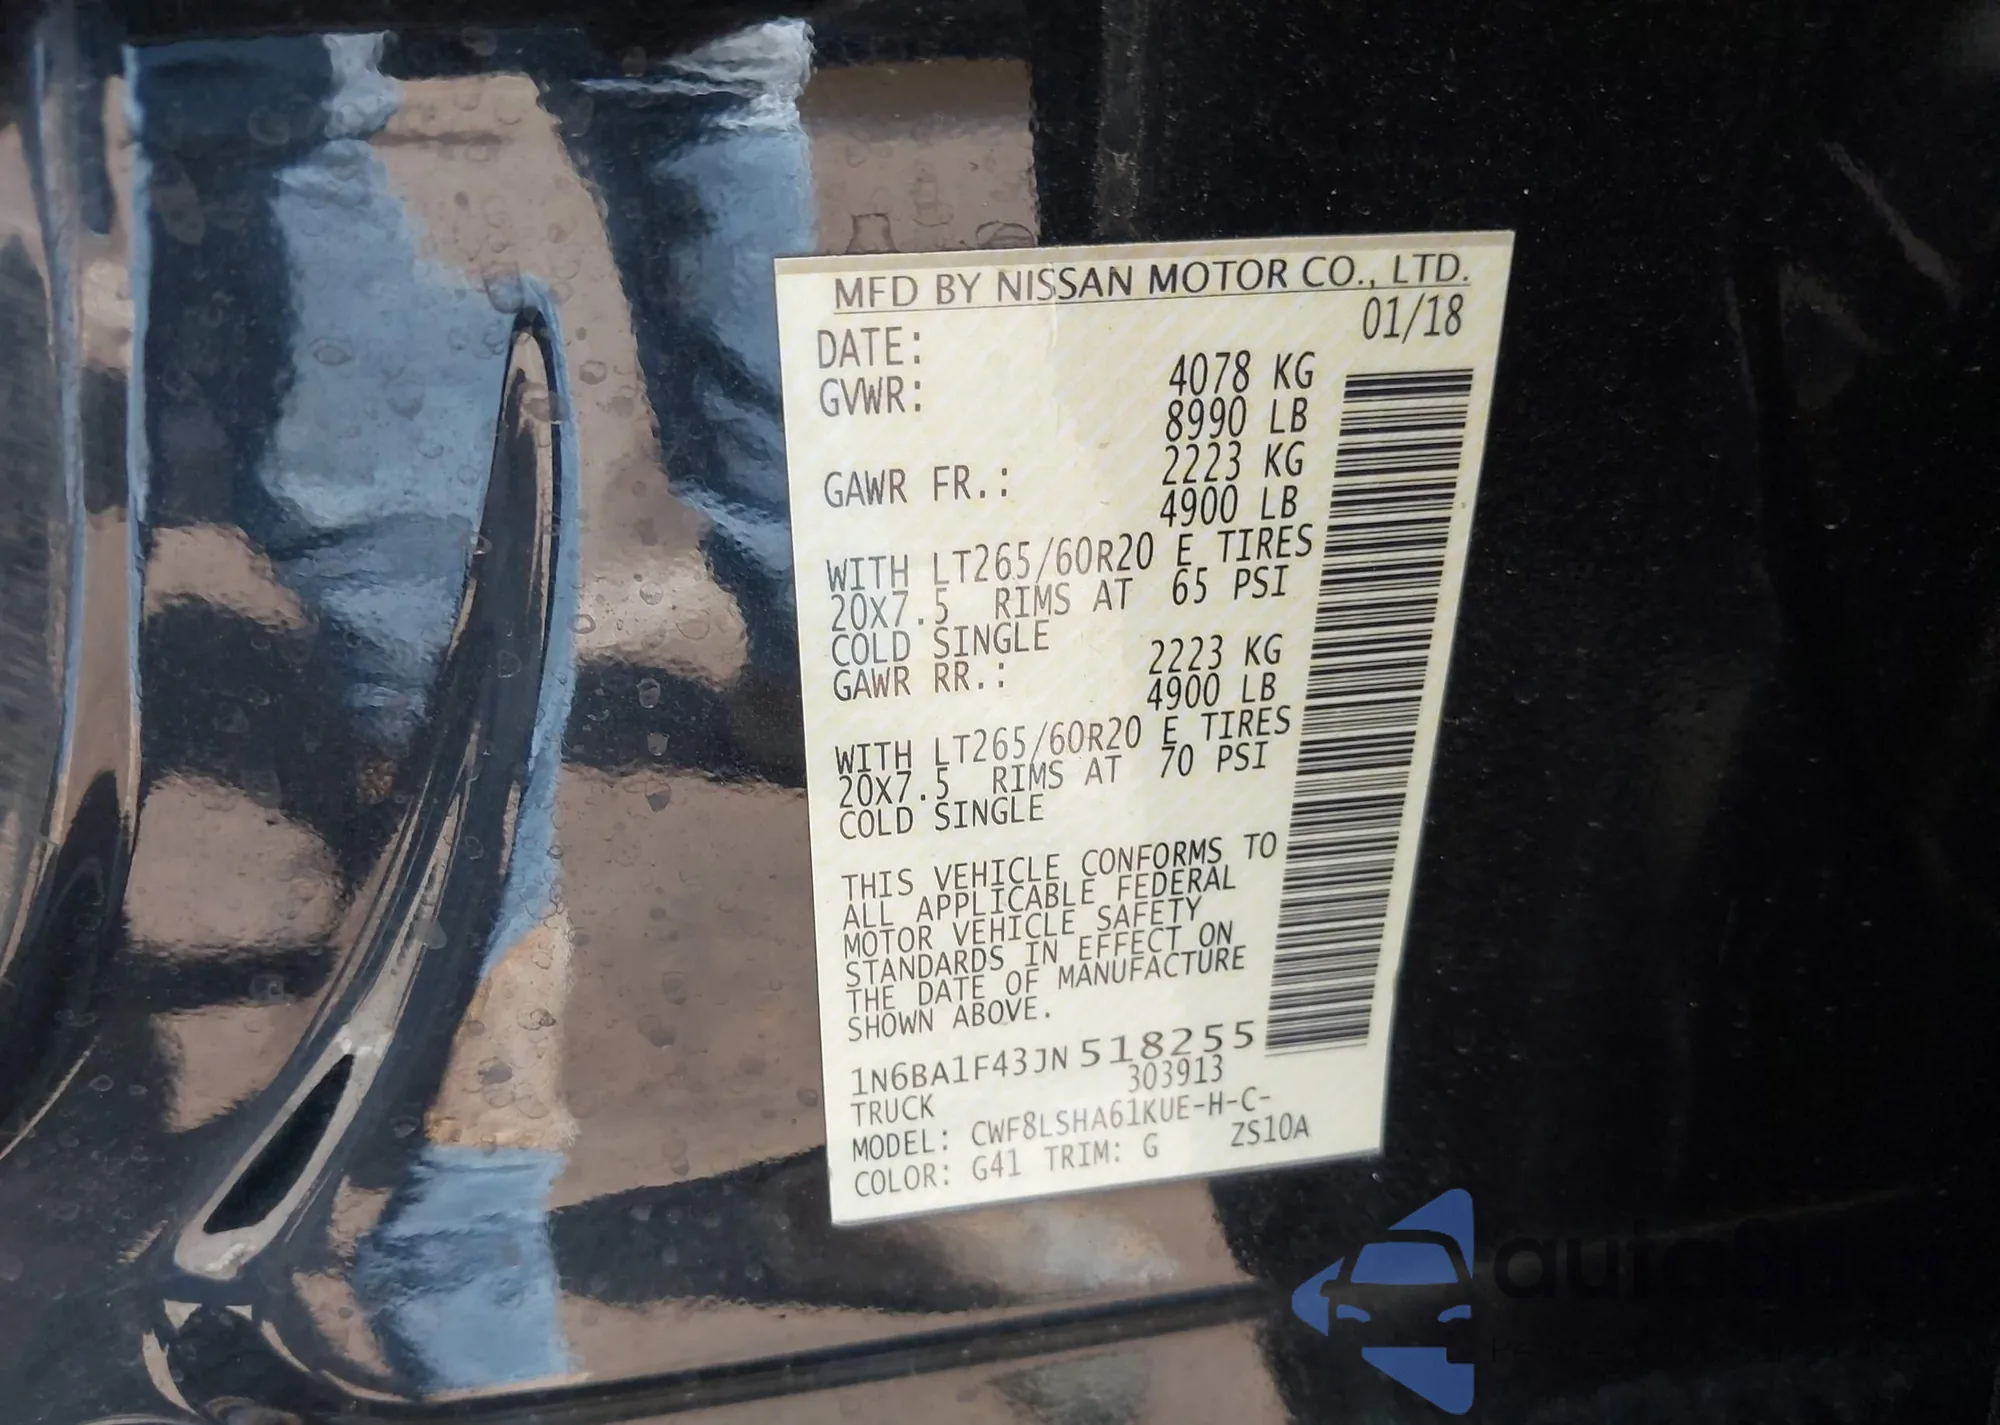 MFD BY NISSAN MOTOR CO., LTD.
DATE: 01/18
GVWR: 4078 KG
8990 LB
GAWR FR.: 2223 KG
4900 LB
WITH LT265/60R20 E TIRES
20X7.5 RIMS AT 65 PSI
COLD SINGLE
GAWR RR.: 2223 KG
4900 LB
WITH LT265/60R20 E TIRES
20X7.5 RIMS AT 70 PSI
COLD SINGLE
THIS VEHICLE CONFORMS TO
ALL APPLICABLE FEDERAL
MOTOR VEHICLE SAFETY
STANDARDS IN EFFECT ON
THE DATE OF MANUFACTURE
SHOWN ABOVE.
1N6BA1F43JN518255
TRUCK 303913
MODEL: CWF8LSHA61KUE-H-C-
COLOR: G41 TRIM: G ZS10A